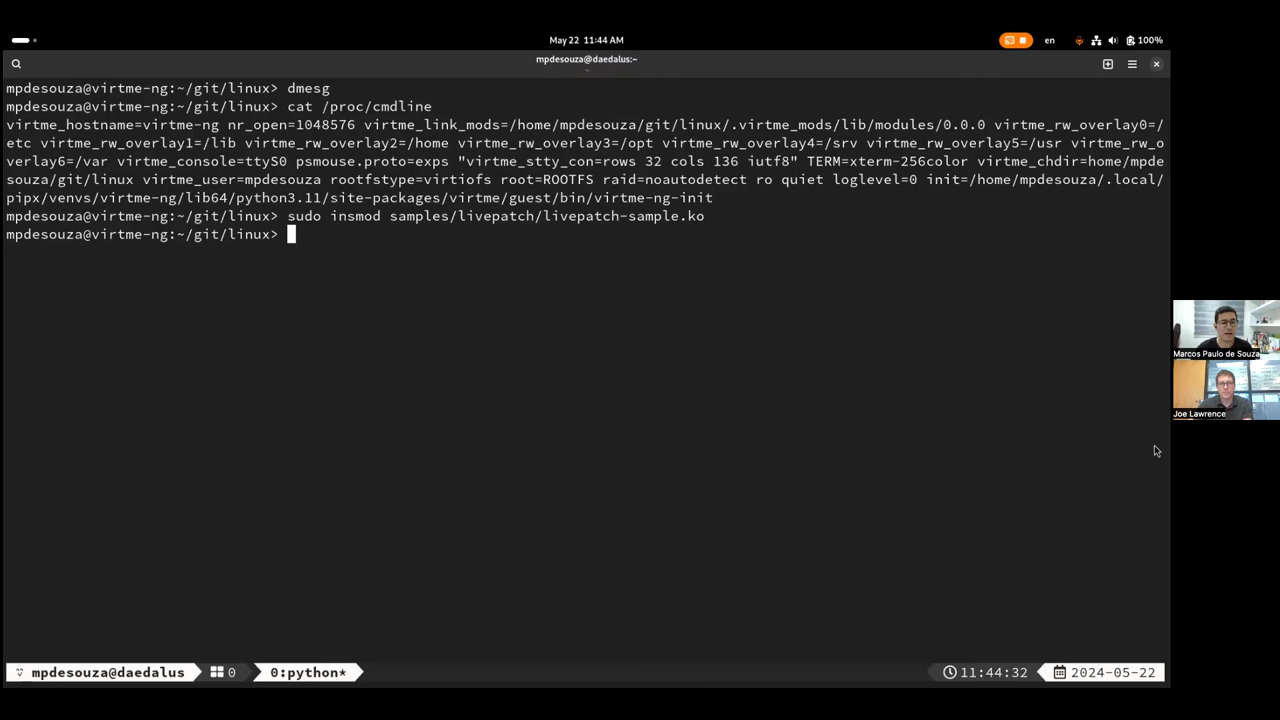 May 22 11:44 AM
en
100%
mpdesouza@daedalus:~
mpdesouza@virtme-ng:~/git/linux> dmesg
mpdesouza@virtme-ng:~/git/linux> cat /proc/cmdline
virtme_hostname=virtme-ng nr_open=1048576 virtme_link_mods=/home/mpdesouza/git/linux/.virtme_mods/lib/modules/0.0.0 virtme_rw_overlay0=/
etc virtme_rw_overlay1=/lib virtme_rw_overlay2=/home virtme_rw_overlay3=/opt virtme_rw_overlay4=/srv virtme_rw_overlay5=/usr virtme_rw_o
verlay6=/var virtme_console=ttyS0 psmouse.proto=exps "virtme_stty_con=rows 32 cols 136 iutf8" TERM=xterm-256color virtme_chdir=home/mpde
souza/git/linux virtme_user=mpdesouza rootfstype=virtiofs root=ROOTFS raid=noautodetect ro quiet loglevel=0 init=/home/mpdesouza/.local/
pipx/venvs/virtme-ng/lib64/python3.11/site-packages/virtme/guest/bin/virtme-ng-init
mpdesouza@virtme-ng:~/git/linux> sudo insmod samples/livepatch/livepatch-sample.ko
mpdesouza@virtme-ng:~/git/linux>
Marcos Paulo de Souza
Joe Lawrence
mpdesouza@daedalus
0
0:python*
11:44:32
2024-05-22